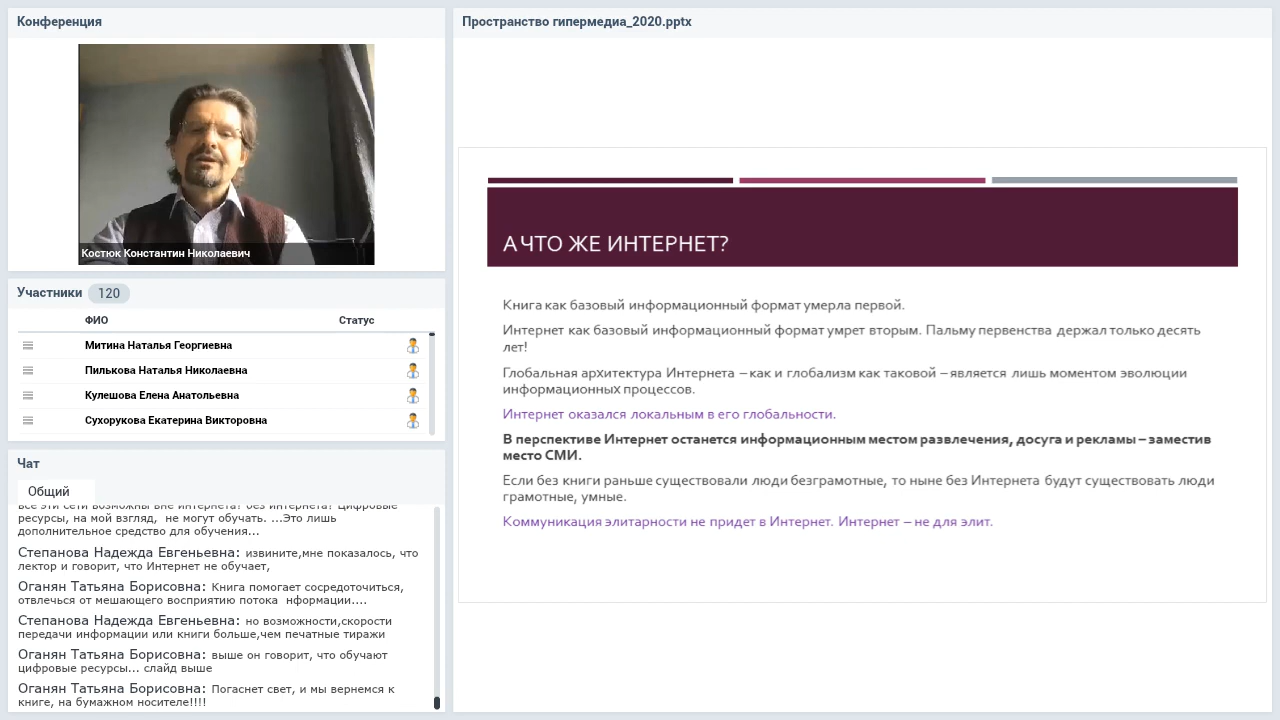 Конференция
Костюк Константин Николаевич
Участники 120
ФИО Статус
Митина Наталья Георгиевна
Пилькова Наталья Николаевна
Кулешова Елена Анатольевна
Сухорукова Екатерина Викторовна
Чат
Общий
все эти сети возможны вне интернета? без интернета? Цифровые
ресурсы, на мой взгляд, не могут обучать. ...Это лишь
дополнительное средство для обучения...
Степанова Надежда Евгеньевна: извините,мне показалось, что
лектор и говорит, что Интернет не обучает,
Оганян Татьяна Борисовна: Книга помогает сосредоточиться,
отвлечься от мешающего восприятию потока нформации....
Степанова Надежда Евгеньевна: но возможности,скорости
передачи информации или книги больше,чем печатные тиражи
Оганян Татьяна Борисовна: выше он говорит, что обучают
цифровые ресурсы... слайд выше
Оганян Татьяна Борисовна: Погаснет свет, и мы вернемся к
книге, на бумажном носителе!!!!
Пространство гипермедиа_2020.pptx
А ЧТО ЖЕ ИНТЕРНЕТ?
Книга как базовый информационный формат умерла первой.
Интернет как базовый информационный формат умрет вторым. Пальму первенства держал только десять
лет!
Глобальная архитектура Интернета – как и глобализм как таковой – является лишь моментом эволюции
информационных процессов.
Интернет оказался локальным в его глобальности.
В перспективе Интернет останется информационным местом развлечения, досуга и рекламы – заместив
место СМИ.
Если без книги раньше существовали люди безграмотные, то ныне без Интернета будут существовать люди
грамотные, умные.
Коммуникация элитарности не придет в Интернет. Интернет – не для элит.